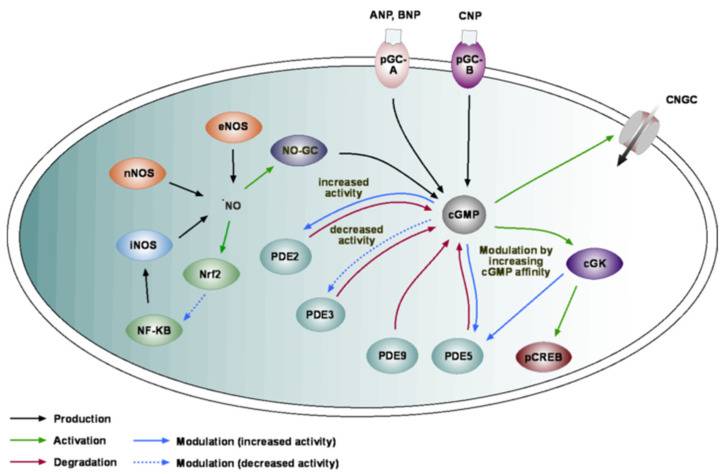 ANP, BNP
CNP
pGC-
A
pGC-
B
CNGC
eNOS
NO-GC
nNOS
NO
increased
activity
cGMP
decreased
activity
iNOS
PDE2
Modulation by
increasing
cGMP affinity
cGK
Nrf2
PDE3
NF-KB
PDE9
PDE5
pCREB
Production
Activation
Modulation (increased activity)
Degradation
Modulation (decreased activity)